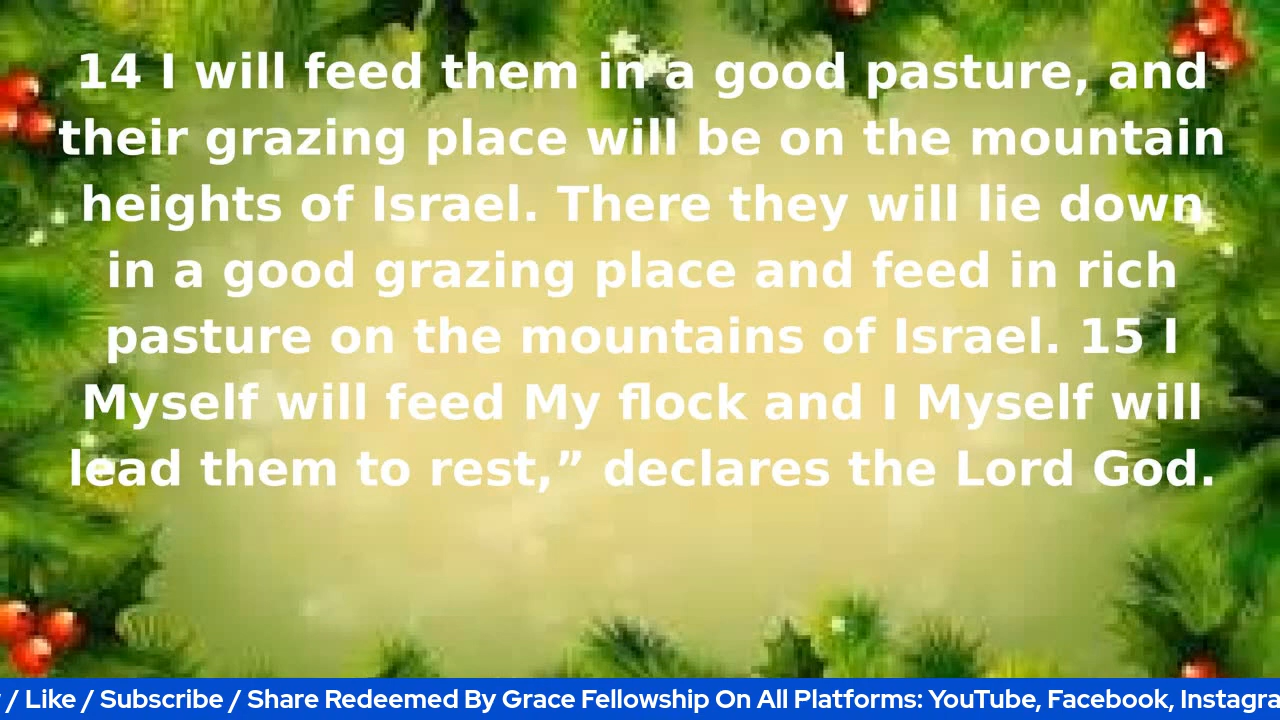 14 I will feed them in a good pasture, and
their grazing place will be on the mountain
heights of Israel. There they will lie down
in a good grazing place and feed in rich
pasture on the mountains of Israel. 15 I
Myself will feed My flock and I Myself will
lead them to rest,” declares the Lord God.
/ Like / Subscribe / Share Redeemed By Grace Fellowship On All Platforms: YouTube, Facebook,